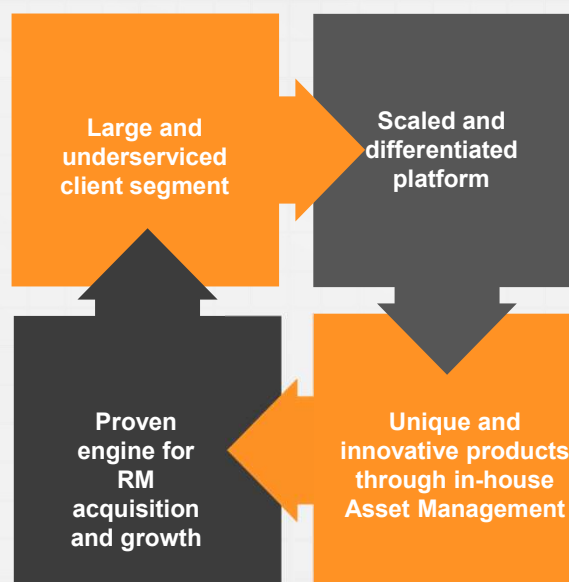 Large and
underserviced
client segment
Scaled and
differentiated
platform
Proven
engine for
RM
acquisition
and growth
Unique and
innovative products
through in-house
Asset Management